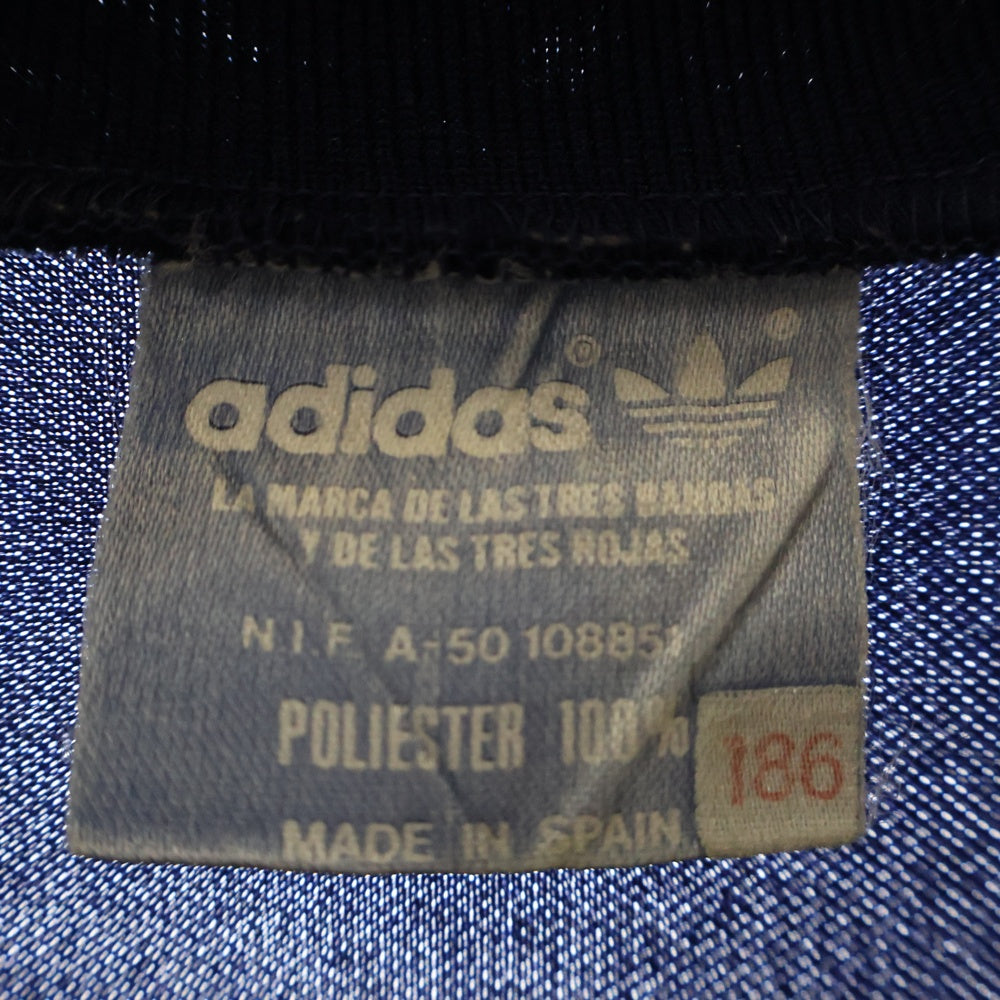 adidas
LA MARCA DE LAS TRES BANDAS
Y DE LAS TRES HOJAS
N.I.F. A-50 108851
POLIESTER 100%
186
MADE IN SPAIN